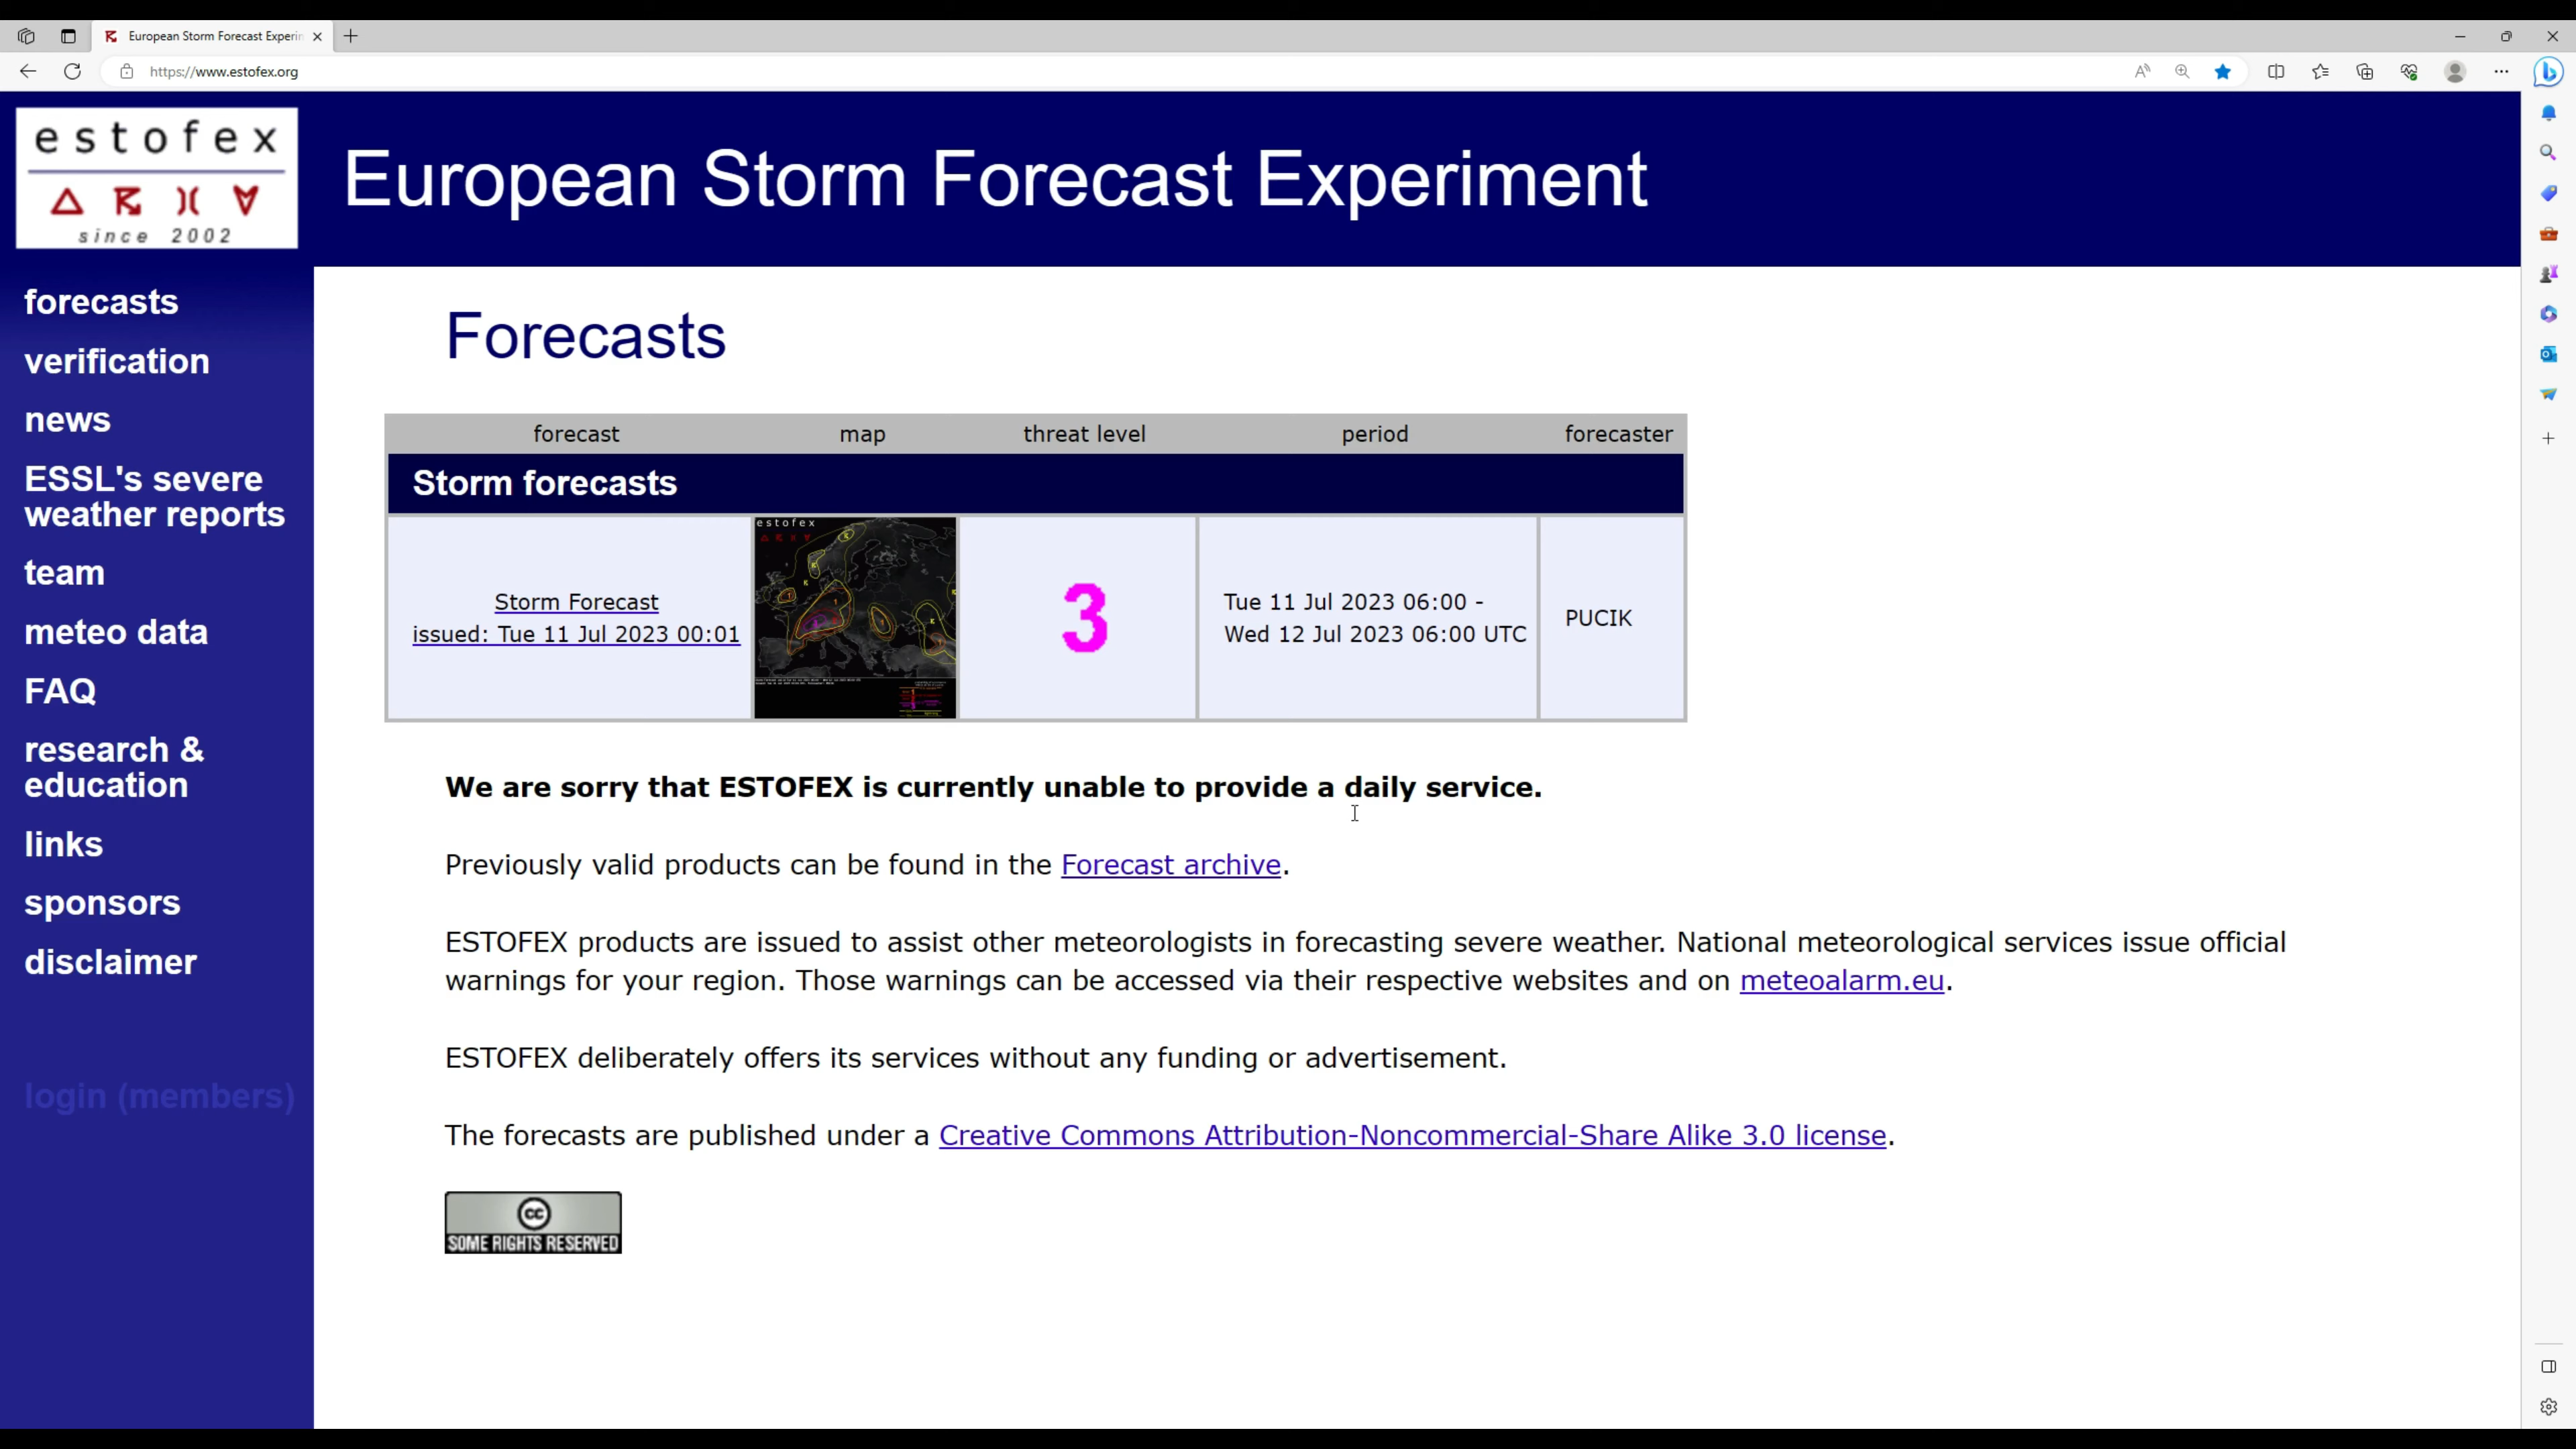 European Storm Forecast Experim
https://www.estofex.org
estofex
since 2002
European Storm Forecast Experiment
forecasts
verification
news
ESSL's severe
weather reports
team
meteo data
FAQ
research &
education
links
sponsors
disclaimer
login (members)
Forecasts
forecast map threat level period forecaster
Storm forecasts
estofex
Storm Forecast
issued: Tue 11 Jul 2023 00:01
3
Tue 11 Jul 2023 06:00 -
Wed 12 Jul 2023 06:00 UTC
PUCIK
We are sorry that ESTOFEX is currently unable to provide a daily service.
Previously valid products can be found in the Forecast archive.
ESTOFEX products are issued to assist other meteorologists in forecasting severe weather. National meteorological services issue official
warnings for your region. Those warnings can be accessed via their respective websites and on meteoalarm.eu.
ESTOFEX deliberately offers its services without any funding or advertisement.
The forecasts are published under a Creative Commons Attribution-Noncommercial-Share Alike 3.0 license.
cc
SOME RIGHTS RESERVED